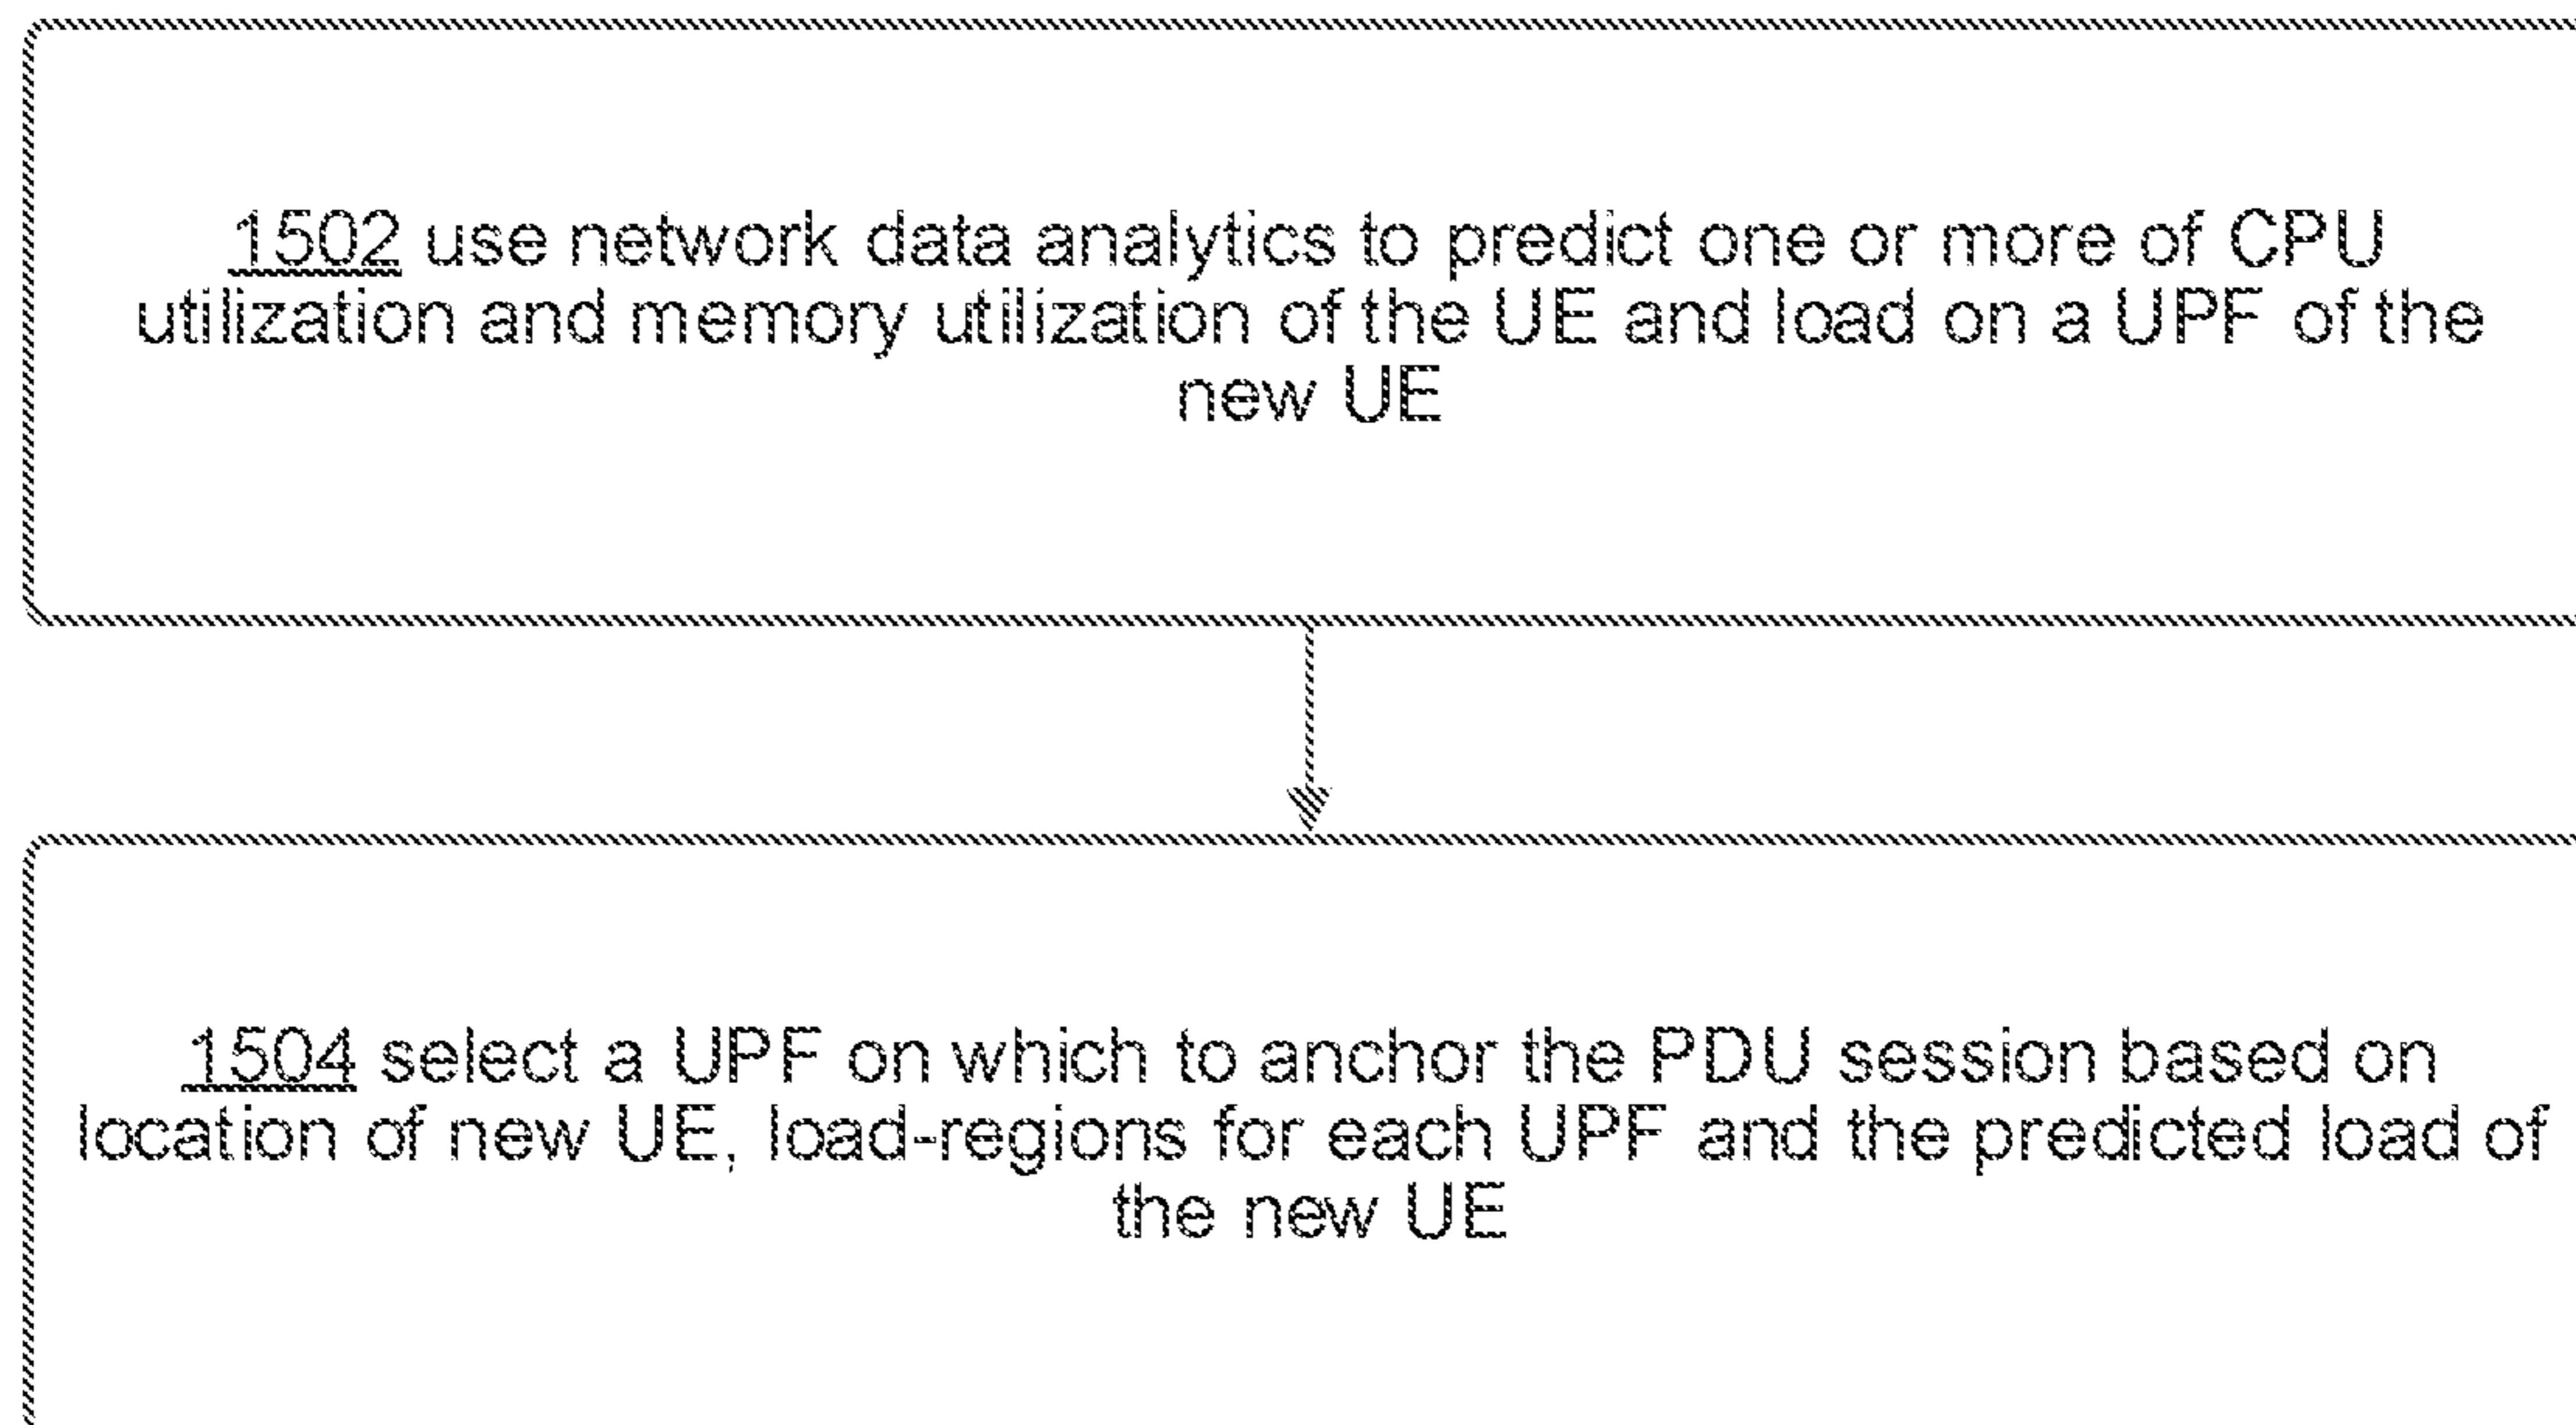 1502 use network data analytics to predict one or more of CPU
utilization and memory utilization of the UE and load on a UPF of the
new UE
1504 select a UPF on which to anchor the PDU session based on
location of new UE, load-regions for each UPF and the predicted load of
the new UE